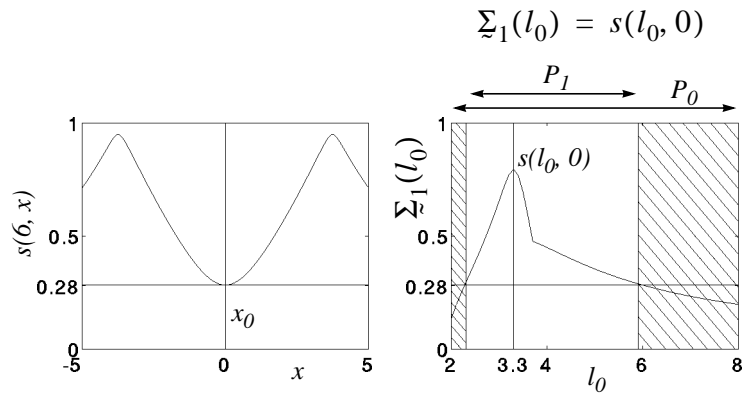 Σ̰₁(l₀) = s(l₀, 0)
P₁
P₀
1
0.5
0.28
0
s(6, x)
x₀
-5 0 5
x
1
0.5
0.28
0
Σ̰₁(l₀)
s(l₀, 0)
2 3.3 4 6 8
l₀